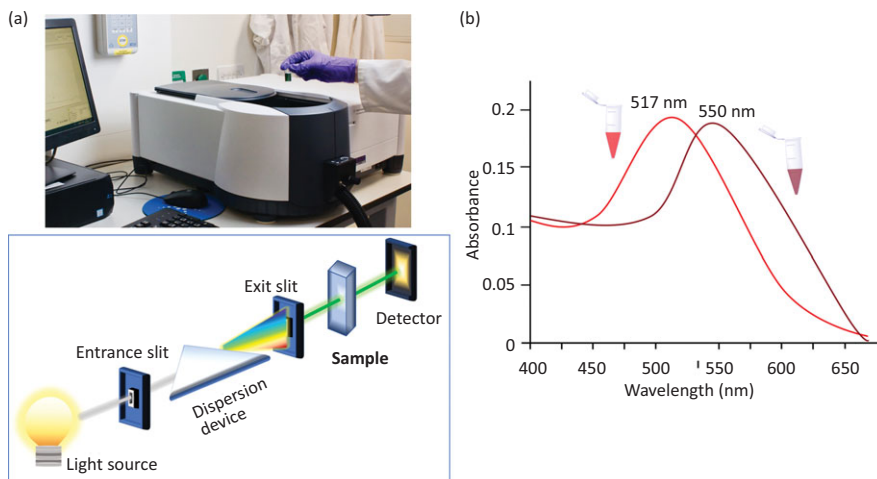 (a)
Entrance slit
Light source
Dispersion
device
Exit slit
Sample
Detector
(b)
517 nm
550 nm
Absorbance
0.2
0.15
0.1
0.05
0
400
450
500
550
600
650
Wavelength (nm)